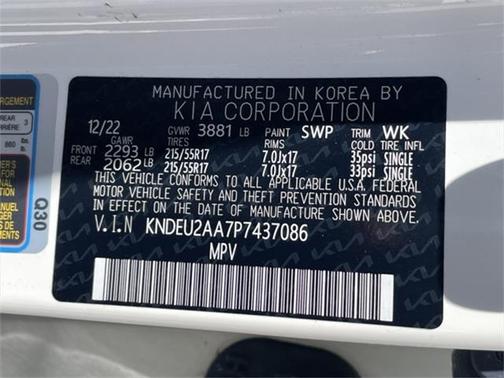 MANUFACTURED IN KOREA BY
KIA CORPORATION
12/22 GVWR 3881 LB PAINT SWP TRIM WK
GAWR TIRES RIMS COLD TIRE INFL
FRONT 2293 LB 215/55R17 7.0Jx17 35psi SINGLE
REAR 2062 LB 215/55R17 7.0Jx17 33psi SINGLE
THIS VEHICLE CONFORMS TO ALL APPLICABLE U.S.A. FEDERAL
MOTOR VEHICLE SAFETY, BUMPER, AND THEFT PREVENTION
STANDARDS IN EFFECT ON THE DATE OF MANUFACTURE SHOWN ABOVE.
V.I.N KNDEU2AA7P7437086
MPV
REAR 3
Q30